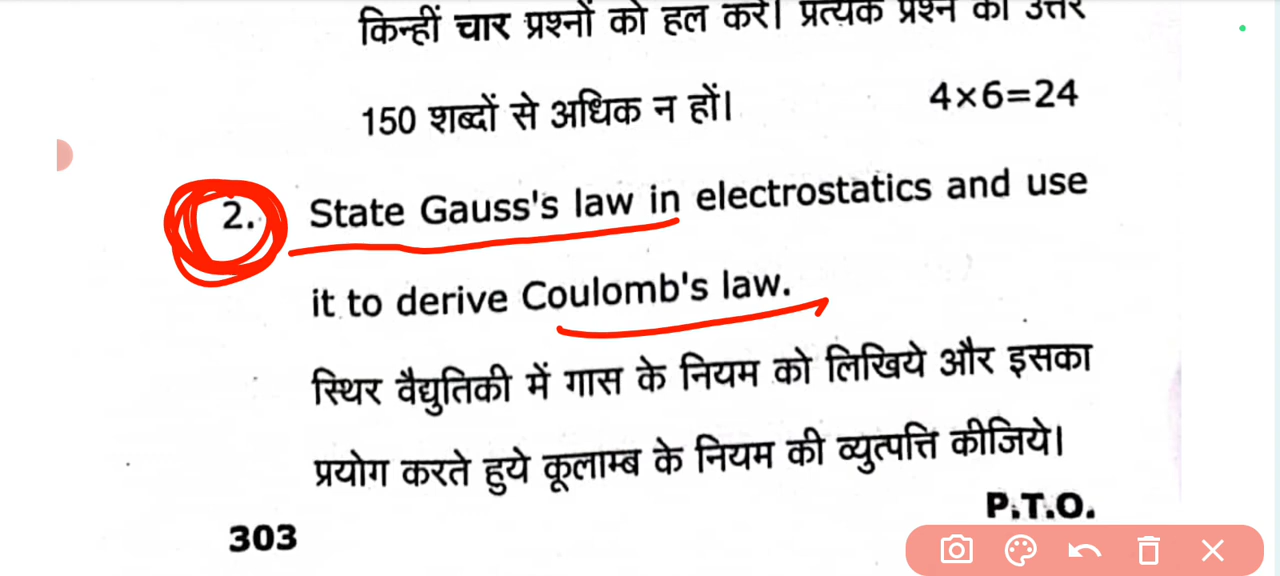 किन्हीं चार प्रश्नों को हल करें। प्रत्येक प्रश्न का उत्तर
150 शब्दों से अधिक न हों। 4×6=24
2. State Gauss's law in electrostatics and use
it to derive Coulomb's law.
स्थिर वैद्युतिकी में गास के नियम को लिखिये और इसका
प्रयोग करते हुये कूलाम्ब के नियम की व्युत्पत्ति कीजिये।
P.T.O.
303